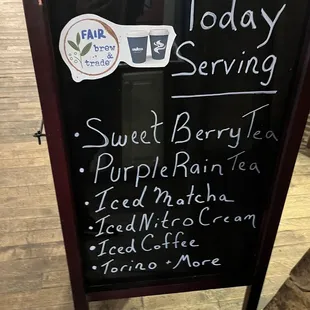 FAIR
brew +
trade
Today
Serving
• Sweet Berry Tea
• Purple Rain Tea
• Iced Matcha
• Iced Nitro Cream
• Iced Coffee
• Torino + More